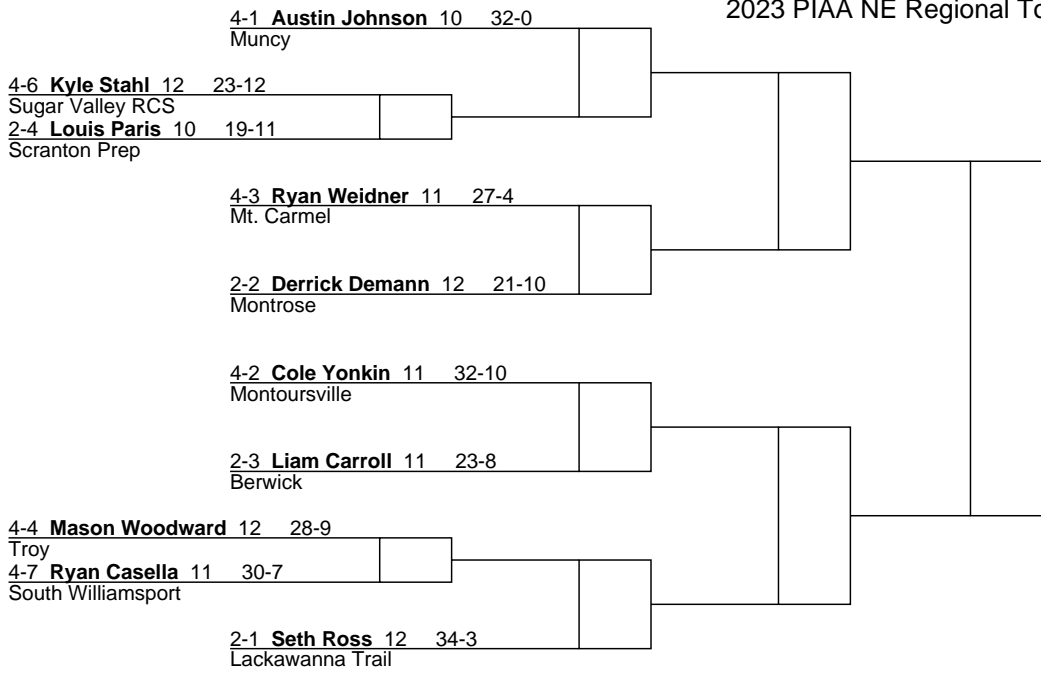 2023 PIAA NE Regional To
4-1 Austin Johnson 10 32-0
Muncy
4-6 Kyle Stahl 12 23-12
Sugar Valley RCS
2-4 Louis Paris 10 19-11
Scranton Prep
4-3 Ryan Weidner 11 27-4
Mt. Carmel
2-2 Derrick Demann 12 21-10
Montrose
4-2 Cole Yonkin 11 32-10
Montoursville
2-3 Liam Carroll 11 23-8
Berwick
4-4 Mason Woodward 12 28-9
Troy
4-7 Ryan Casella 11 30-7
South Williamsport
2-1 Seth Ross 12 34-3
Lackawanna Trail